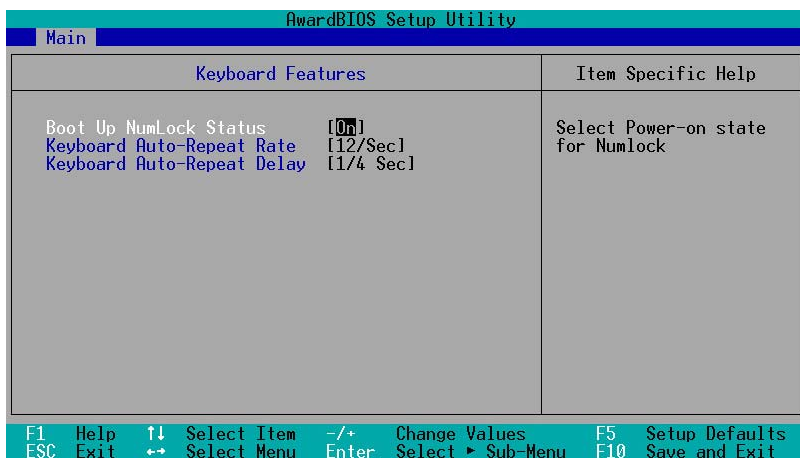 AwardBIOS Setup Utility
Main
Keyboard Features
Item Specific Help
Boot Up NumLock Status [On]
Keyboard Auto-Repeat Rate [12/Sec]
Keyboard Auto-Repeat Delay [1/4 Sec]
Select Power-on state
for Numlock
F1 Help ↑↓ Select Item -/+ Change Values F5 Setup Defaults
ESC Exit ←→ Select Menu Enter Select ► Sub-Menu F10 Save and Exit